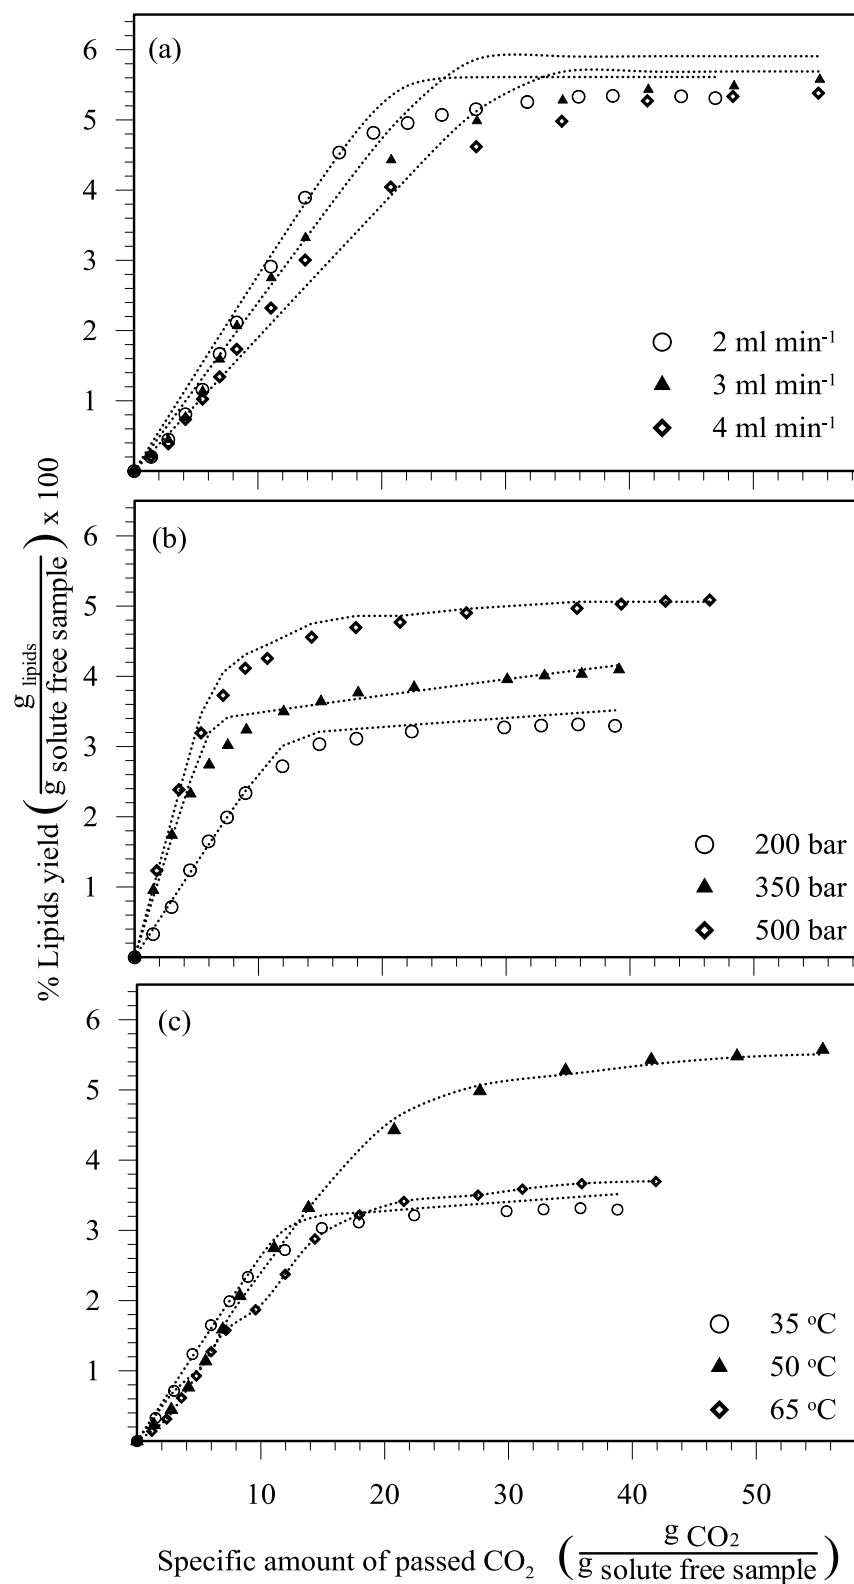 (a)
6
5
4
3
2
1
2 ml min⁻¹
3 ml min⁻¹
4 ml min⁻¹
(b)
6
5
4
3
2
1
200 bar
350 bar
500 bar
% Lipids yield ( g lipids / g solute free sample ) x 100
(c)
6
5
4
3
2
1
35 ᵒC
50 ᵒC
65 ᵒC
10 20 30 40 50
Specific amount of passed CO₂ ( g CO₂ / g solute free sample )